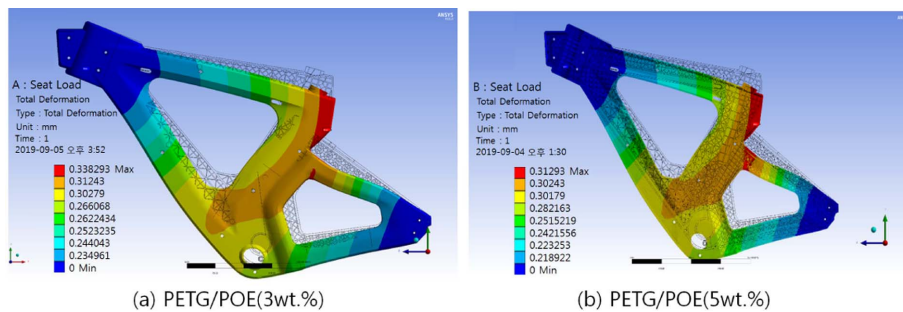 ANSYS
A : Seat Load
Total Deformation
Type : Total Deformation
Unit : mm
Time : 1
2019-09-05 오후 3:52
0.338293 Max
0.31243
0.30279
0.266068
0.2622434
0.2523235
0.244043
0.234961
0 Min
(a) PETG/POE(3wt.%)
ANSYS
B : Seat Load
Total Deformation
Type : Total Deformation
Unit : mm
Time : 1
2019-09-04 오후 1:30
0.31293 Max
0.30243
0.30179
0.282163
0.2515219
0.2421556
0.223253
0.218922
0 Min
(b) PETG/POE(5wt.%)